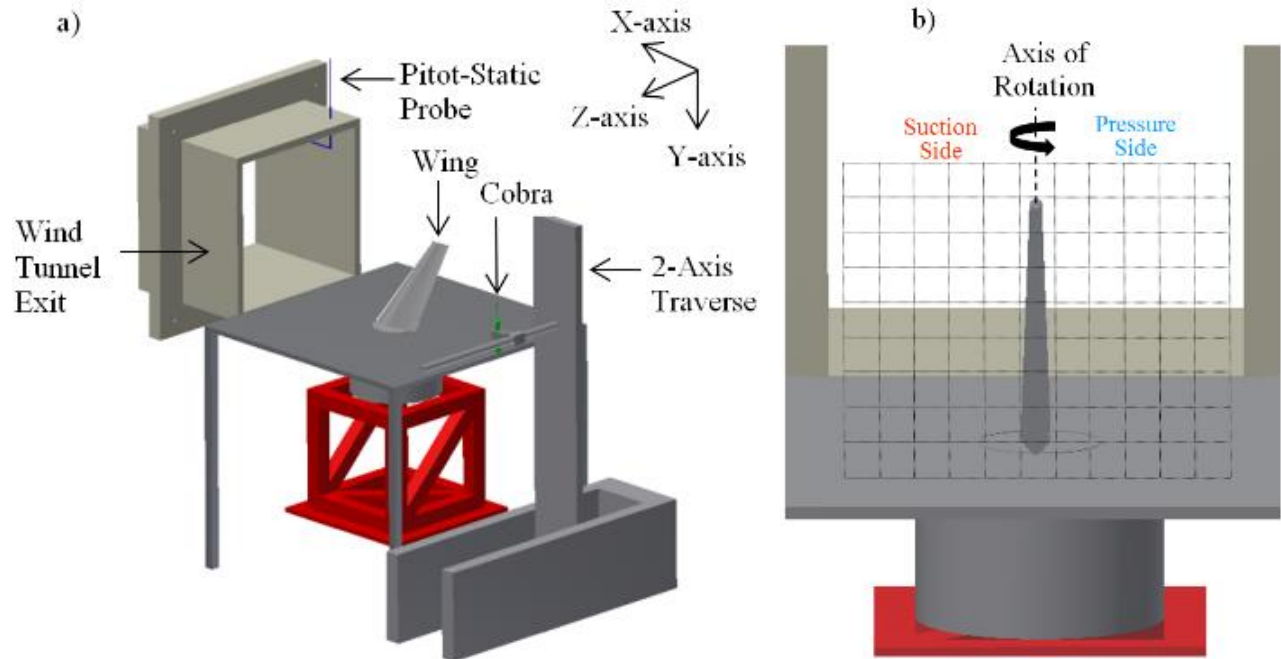 a)
X-axis
Pitot-Static
Probe
Z-axis
Y-axis
Wing
Cobra
Wind
Tunnel
Exit
2-Axis
Traverse
b)
Axis of
Rotation
Suction
Side
Pressure
Side